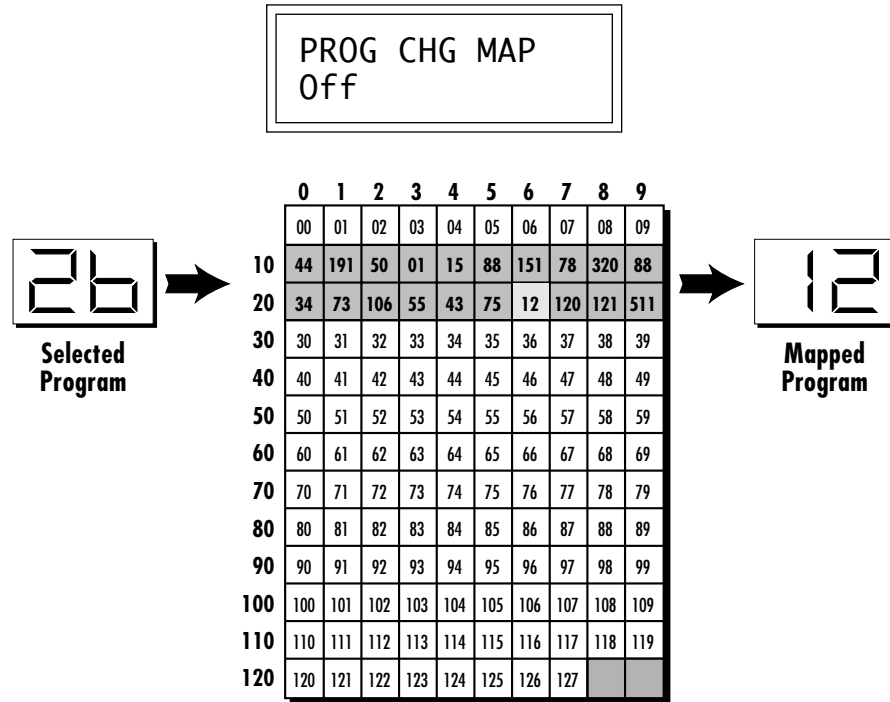 PROG CHG MAP
Off
0 1 2 3 4 5 6 7 8 9
00 01 02 03 04 05 06 07 08 09
10 44 191 50 01 15 88 151 78 320 88
20 34 73 106 55 43 75 12 120 121 511
30 30 31 32 33 34 35 36 37 38 39
40 40 41 42 43 44 45 46 47 48 49
50 50 51 52 53 54 55 56 57 58 59
60 60 61 62 63 64 65 66 67 68 69
70 70 71 72 73 74 75 76 77 78 79
80 80 81 82 83 84 85 86 87 88 89
90 90 91 92 93 94 95 96 97 98 99
100 100 101 102 103 104 105 106 107 108 109
110 110 111 112 113 114 115 116 117 118 119
120 120 121 122 123 124 125 126 127
26
Selected
Program
12
Mapped
Program